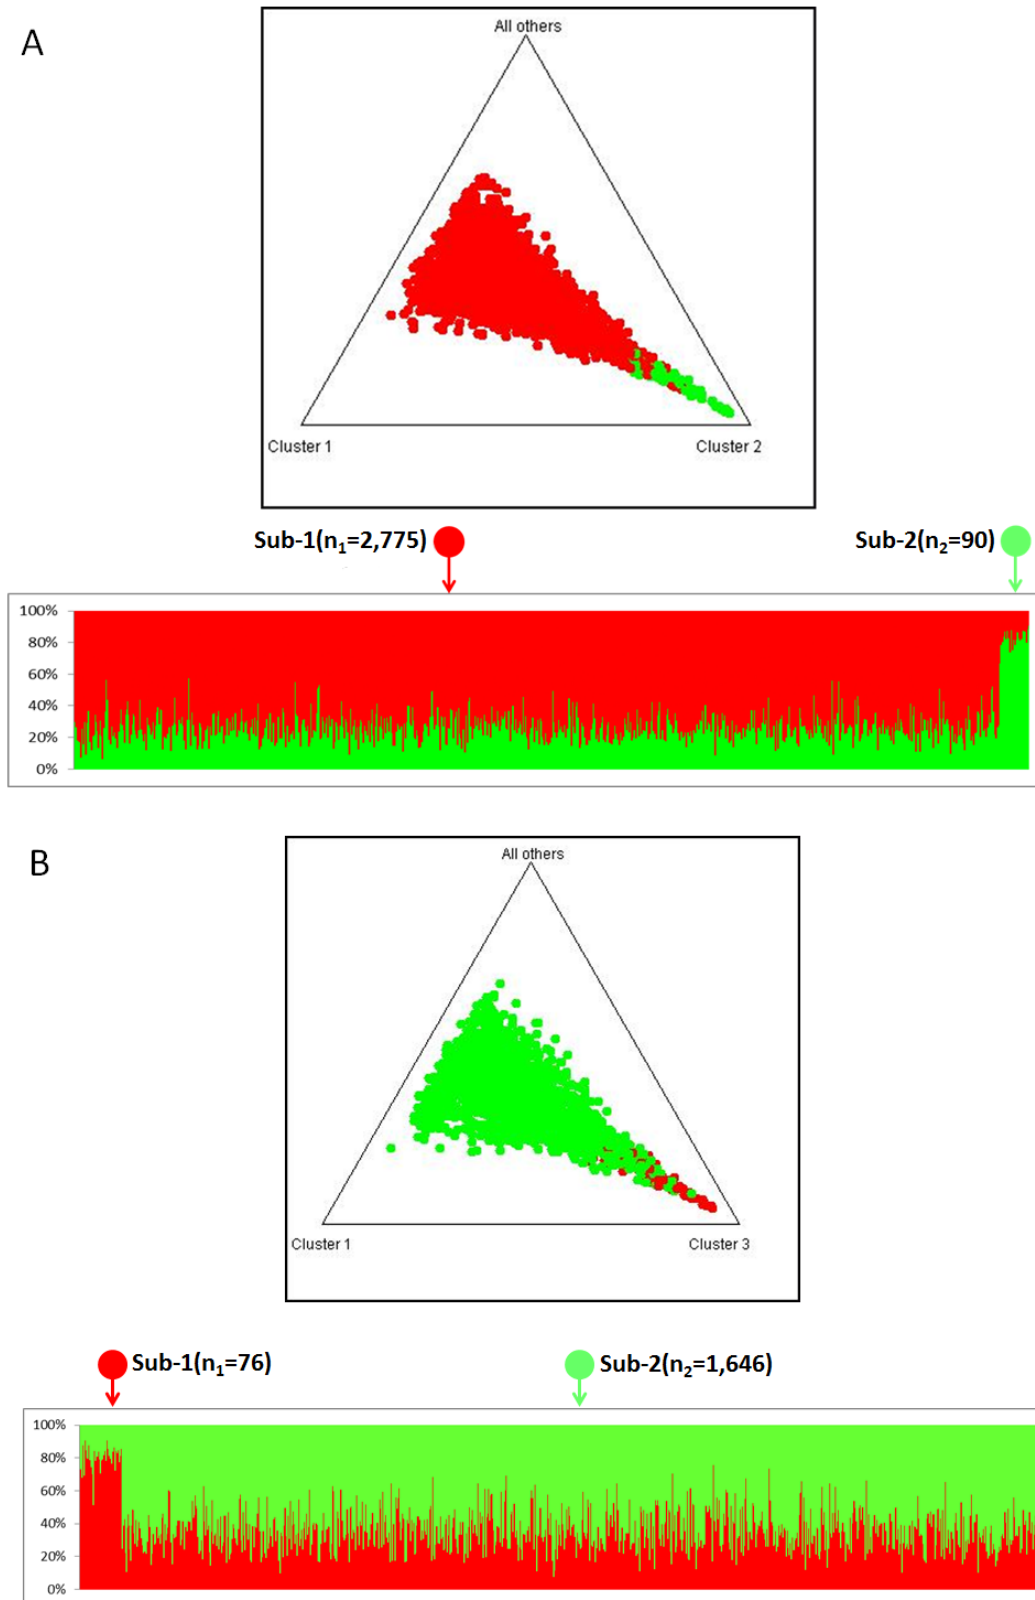 A
All others
Cluster 1
Cluster 2
Sub-1(n1=2,775)
Sub-2(n2=90)
100%
80%
60%
40%
20%
0%
B
All others
Cluster 1
Cluster 3
Sub-1(n1=76)
Sub-2(n2=1,646)
100%
80%
60%
40%
20%
0%